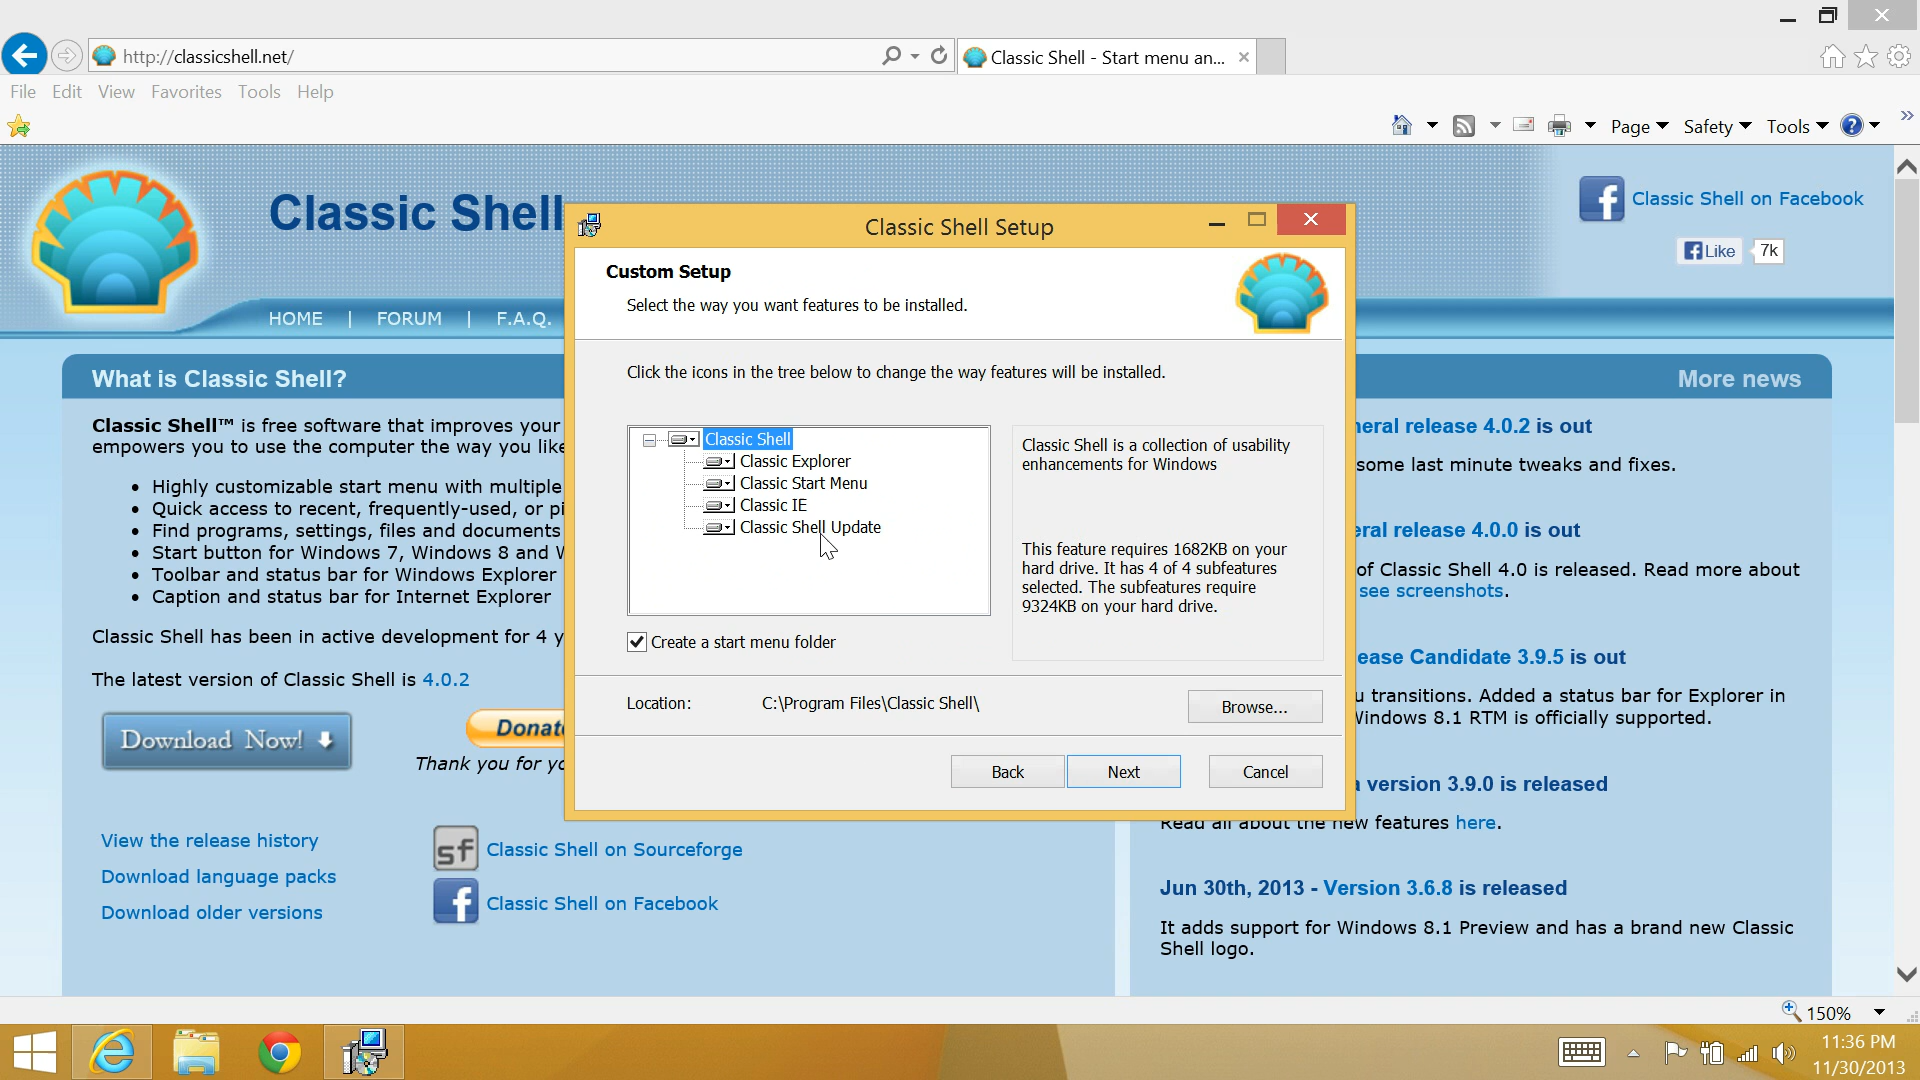 http://classicshell.net/
Classic Shell - Start menu an...
File Edit View Favorites Tools Help
Page Safety Tools
Classic Shell
Classic Shell on Facebook
Like 7k
HOME | FORUM | F.A.Q.
What is Classic Shell?
Classic Shell™ is free software that improves your
empowers you to use the computer the way you like
Highly customizable start menu with multiple
Quick access to recent, frequently-used, or pi
Find programs, settings, files and documents
Start button for Windows 7, Windows 8 and W
Toolbar and status bar for Windows Explorer
Caption and status bar for Internet Explorer
Classic Shell has been in active development for 4 y
The latest version of Classic Shell is 4.0.2
Download Now!
Donate
Thank you for yo
View the release history
Download language packs
Download older versions
sf Classic Shell on Sourceforge
Classic Shell on Facebook
Classic Shell Setup
Custom Setup
Select the way you want features to be installed.
Click the icons in the tree below to change the way features will be installed.
Classic Shell
Classic Explorer
Classic Start Menu
Classic IE
Classic Shell Update
Classic Shell is a collection of usability
enhancements for Windows
This feature requires 1682KB on your
hard drive. It has 4 of 4 subfeatures
selected. The subfeatures require
9324KB on your hard drive.
Create a start menu folder
Location: C:\Program Files\Classic Shell\
Browse...
Back Next Cancel
More news
neral release 4.0.2 is out
some last minute tweaks and fixes.
eral release 4.0.0 is out
of Classic Shell 4.0 is released. Read more about
see screenshots.
ease Candidate 3.9.5 is out
u transitions. Added a status bar for Explorer in
Windows 8.1 RTM is officially supported.
a version 3.9.0 is released
Read all about the new features here.
Jun 30th, 2013 - Version 3.6.8 is released
It adds support for Windows 8.1 Preview and has a brand new Classic
Shell logo.
150%
11:36 PM
11/30/2013